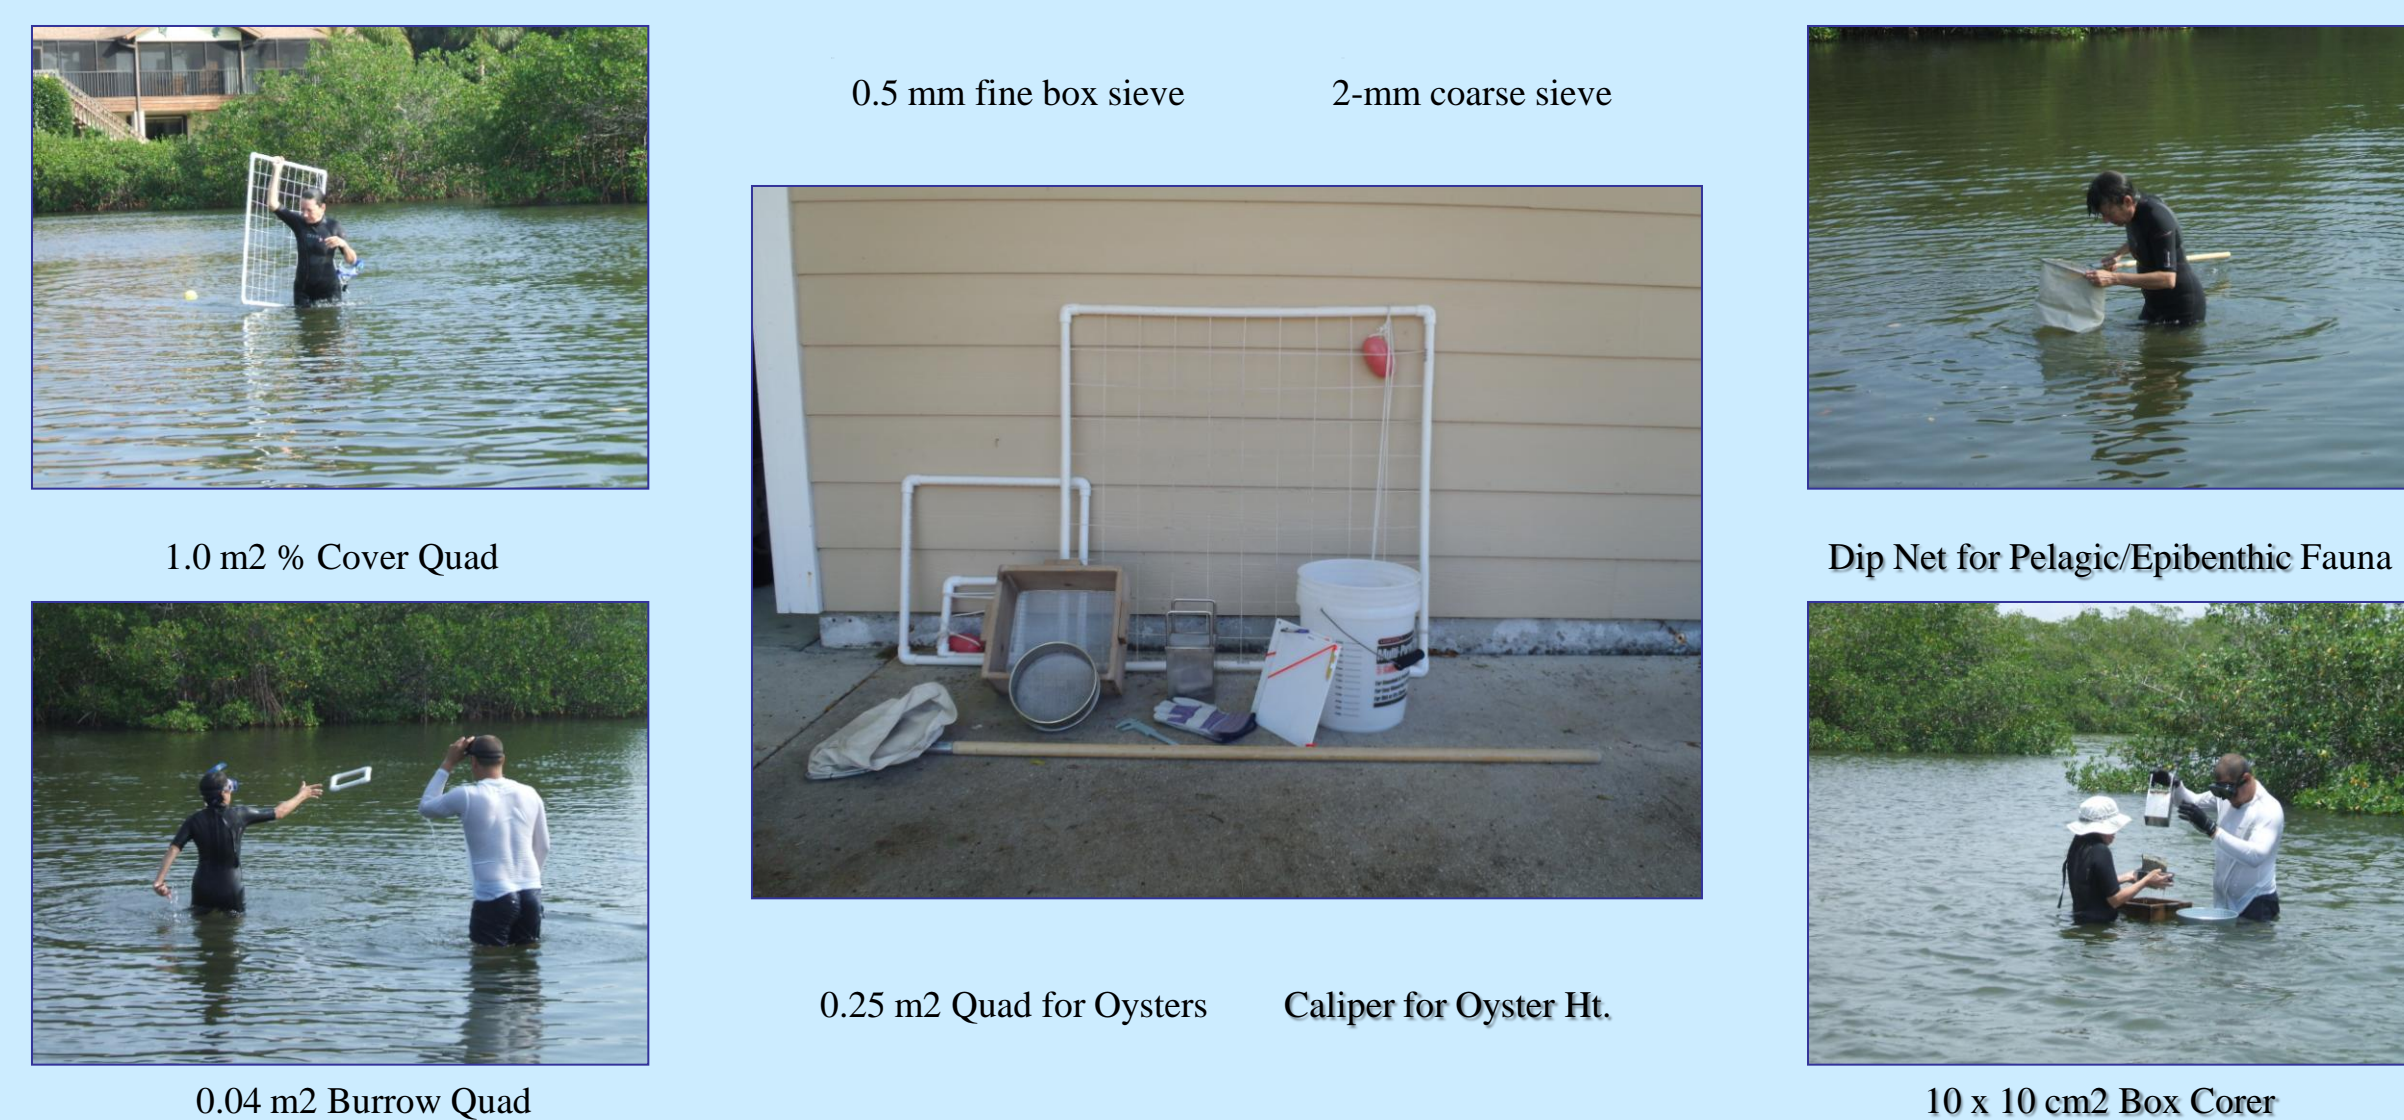 0.5 mm fine box sieve
2-mm coarse sieve
1.0 m2 % Cover Quad
Dip Net for Pelagic/Epibenthic Fauna
0.25 m2 Quad for Oysters
Caliper for Oyster Ht.
0.04 m2 Burrow Quad
10 x 10 cm2 Box Corer